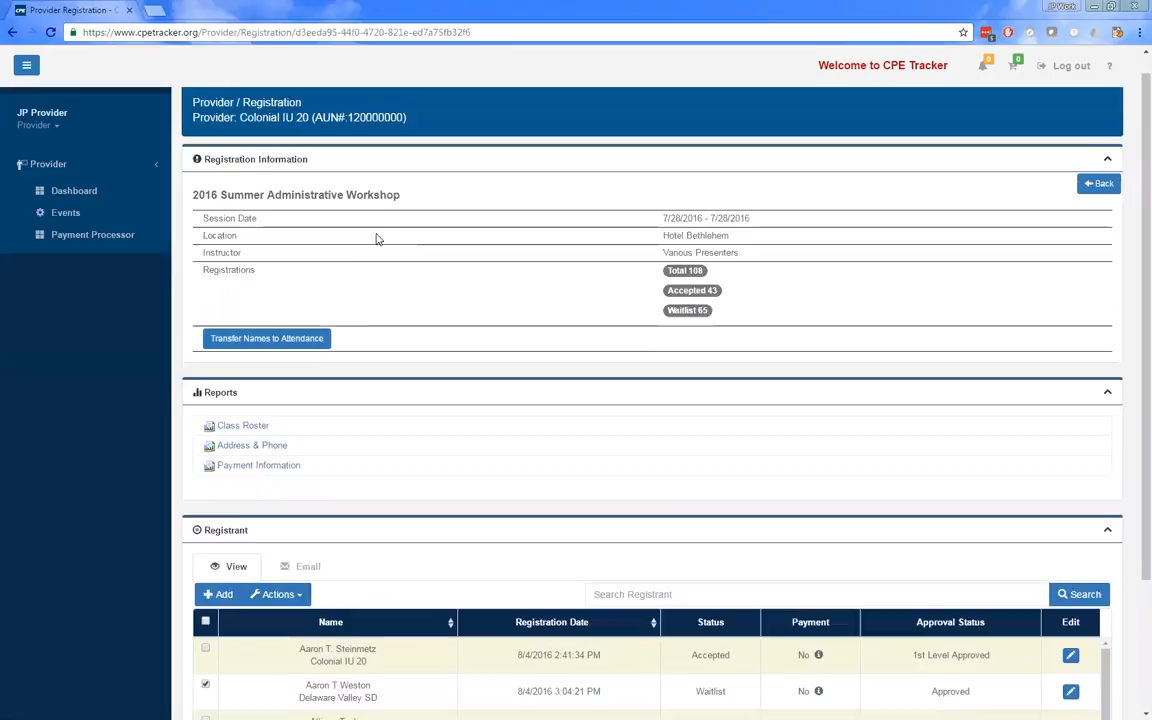 CPE Provider Registration - C
JP Work
https://www.cpetracker.org/Provider/Registration/d3eeda95-44f0-4720-821e-ed7a75fb32f6
Welcome to CPE Tracker 0 0 Log out ?
JP Provider
Provider
Provider
Dashboard
Events
Payment Processor
Provider / Registration
Provider: Colonial IU 20 (AUN#:120000000)
Registration Information
Back
2016 Summer Administrative Workshop
Session Date 7/28/2016 - 7/28/2016
Location Hotel Bethlehem
Instructor Various Presenters
Registrations Total 108
Accepted 43
Waitlist 65
Transfer Names to Attendance
Reports
Class Roster
Address & Phone
Payment Information
Registrant
View Email
Add Actions Search Registrant Search
Name Registration Date Status Payment Approval Status Edit
Aaron T. Steinmetz
Colonial IU 20 8/4/2016 2:41:34 PM Accepted No 1st Level Approved
Aaron T Weston
Delaware Valley SD 8/4/2016 3:04:21 PM Waitlist No Approved